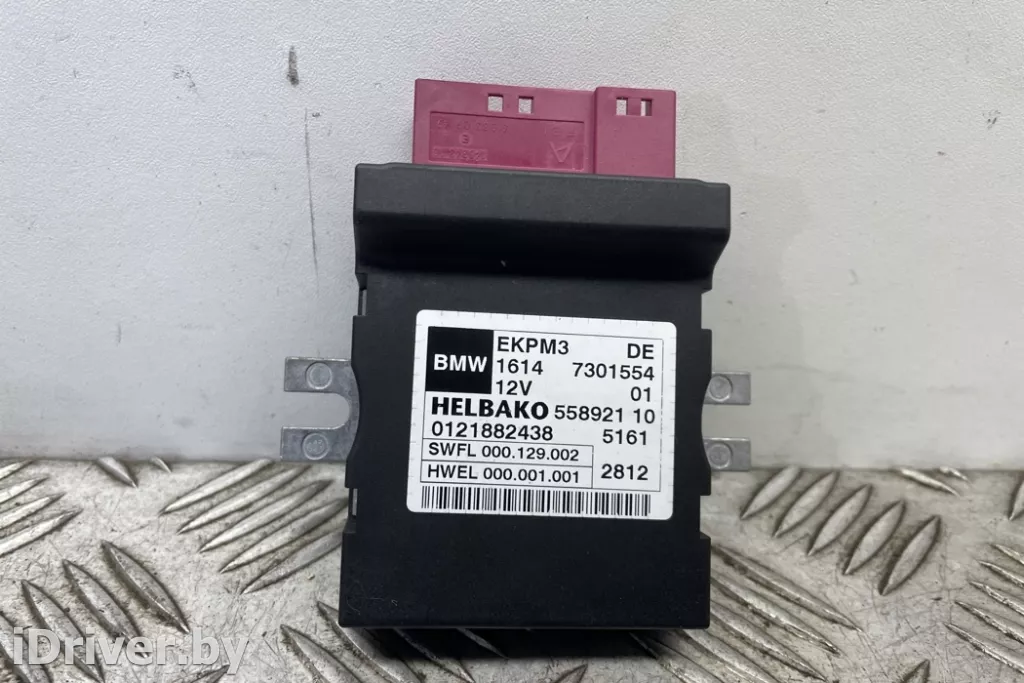 EKPM3 DE
BMW 1614 7301554
12V 01
HELBAKO 558921 10
0121882438 5161
SWFL 000.129.002
HWEL 000.001.001 2812
iDriver.by